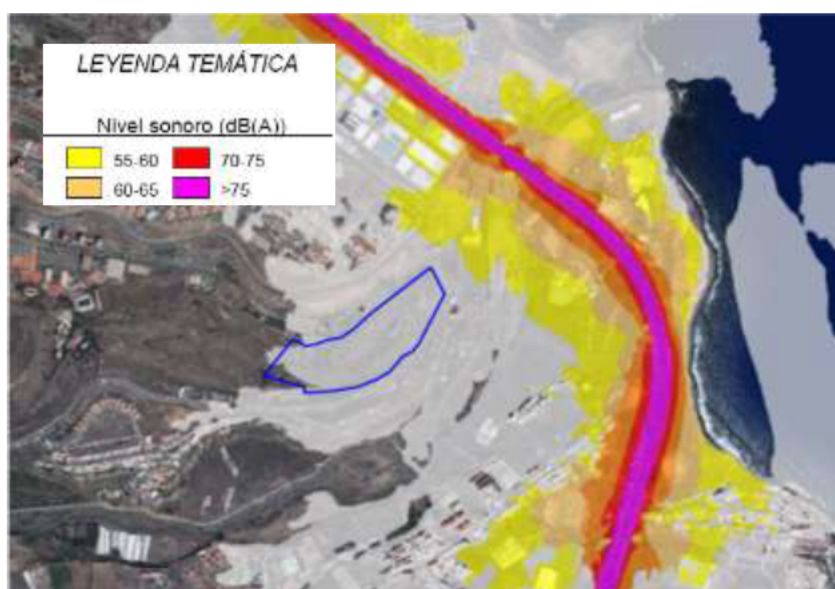 LEYENDA TEMÁTICA
Nivel sonoro (dB(A))
55-60 70-75
60-65 >75